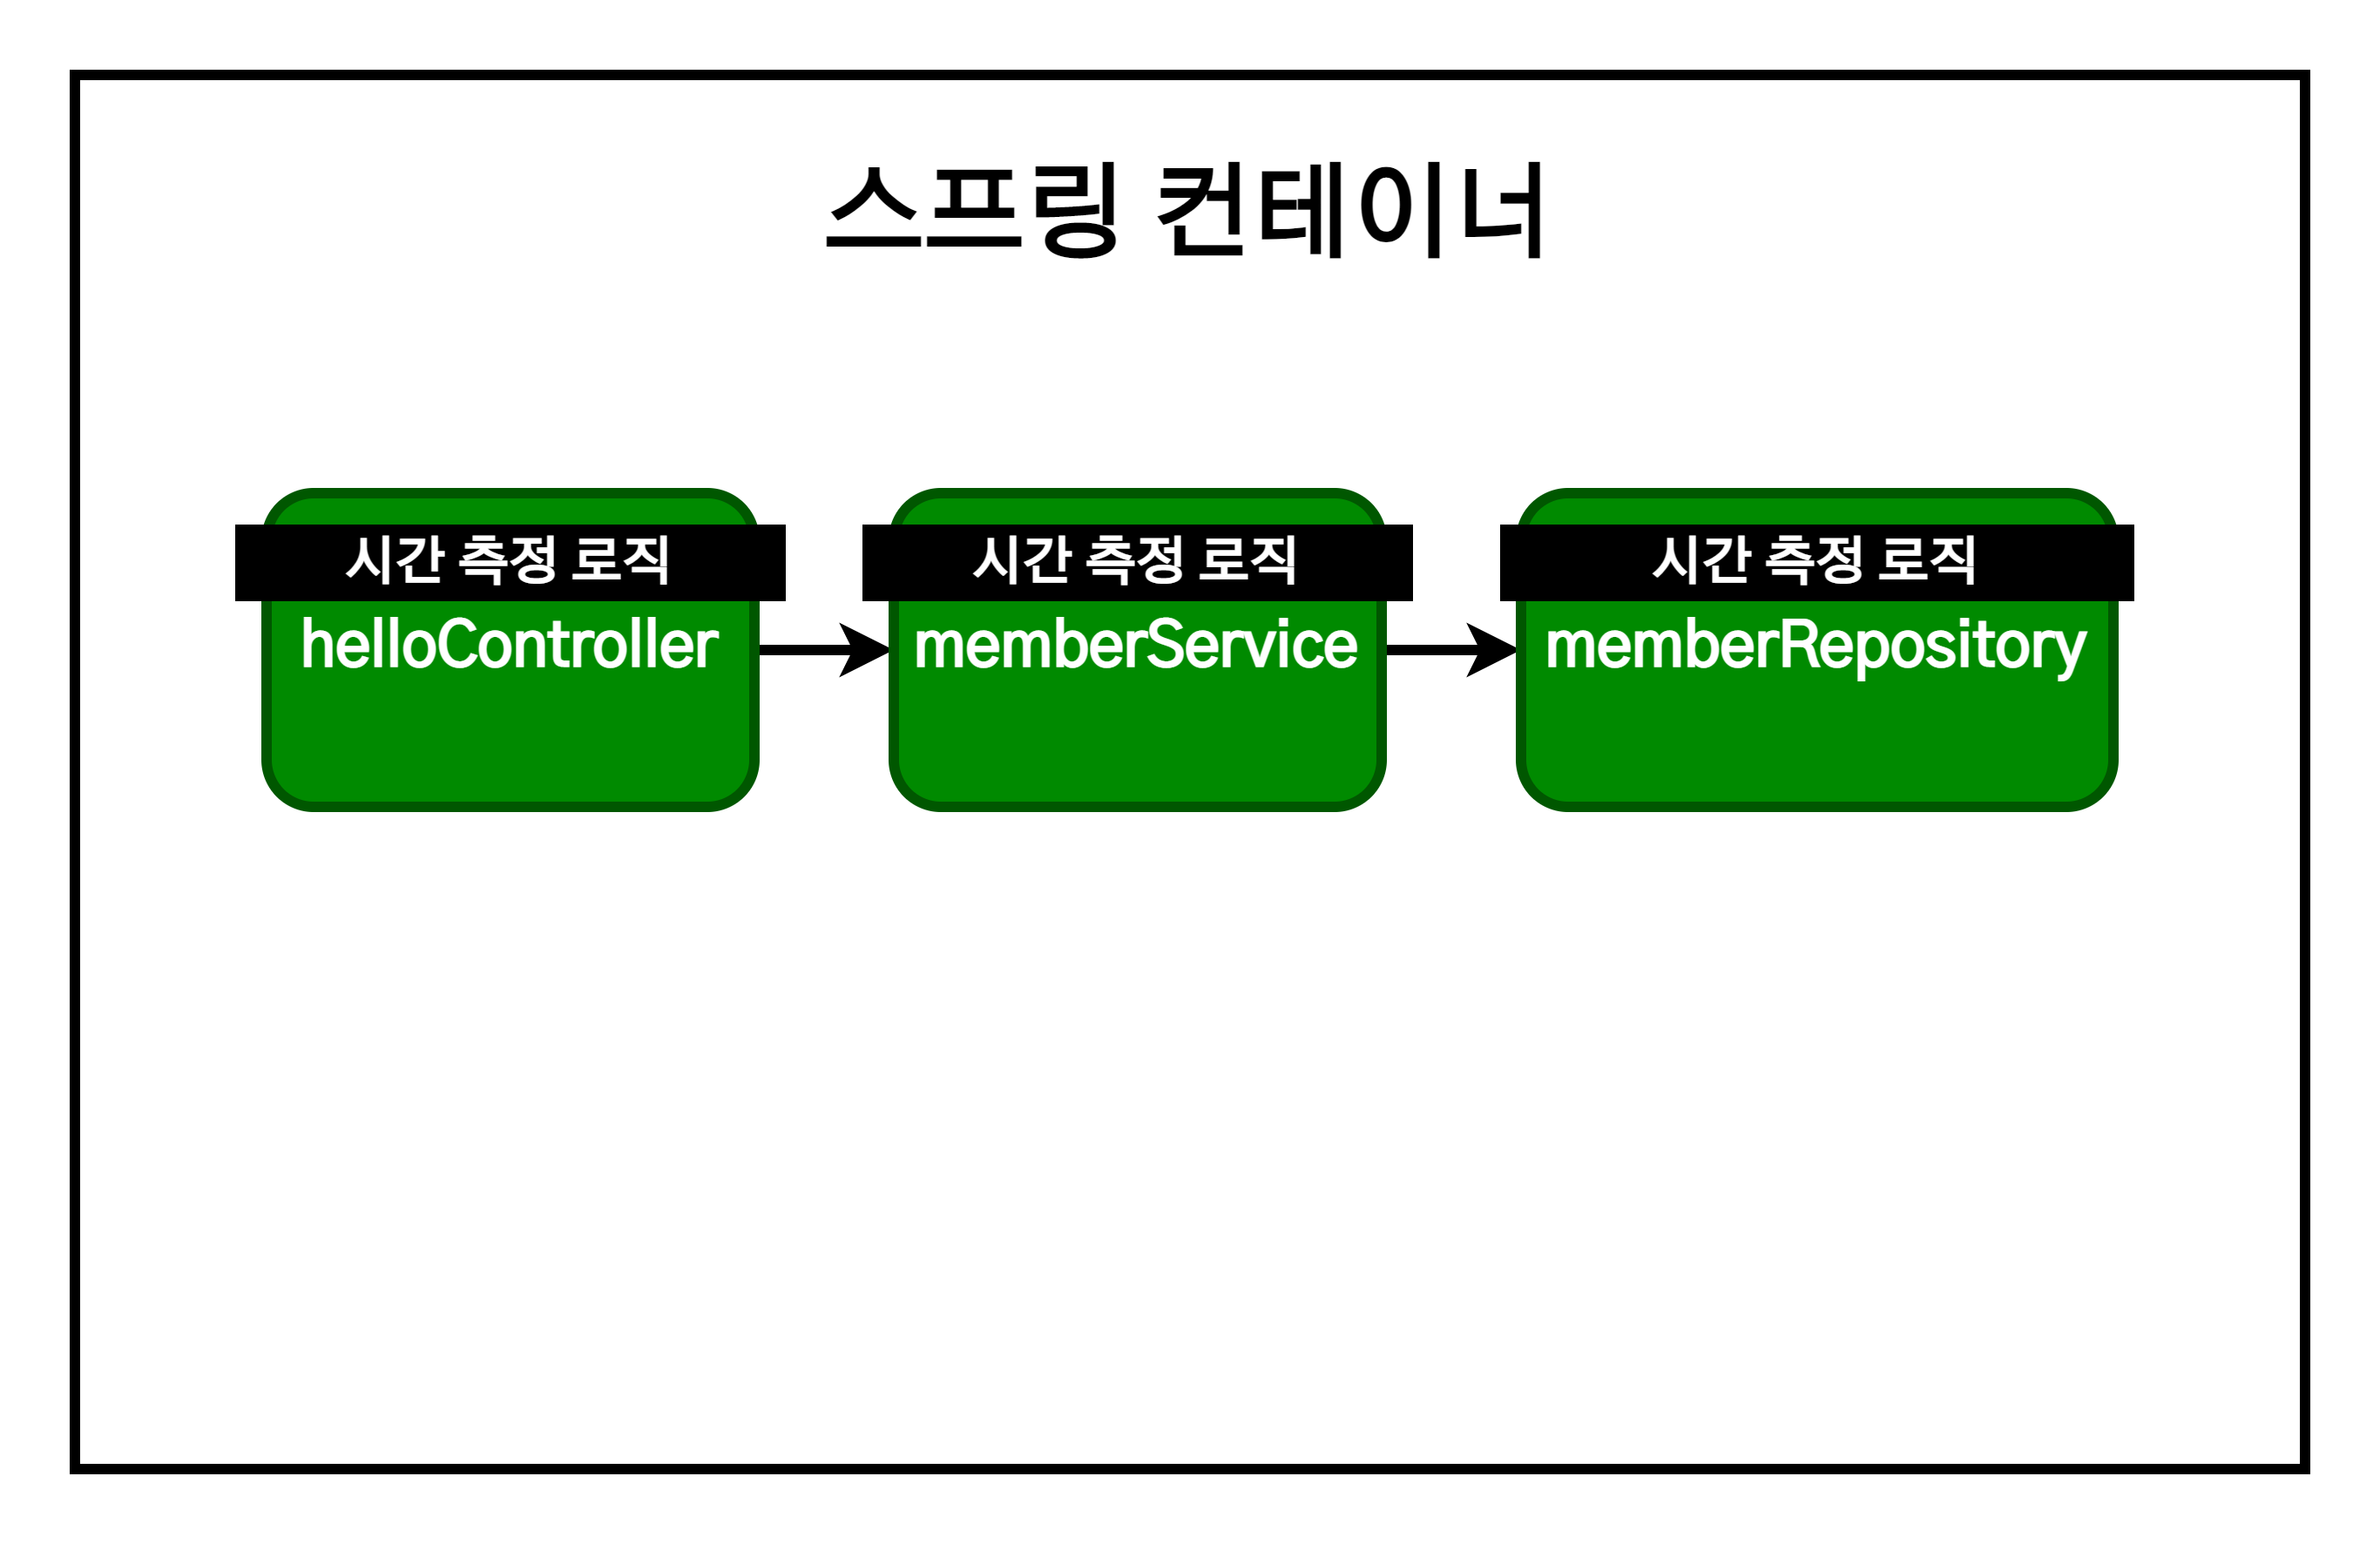 스프링 컨테이너
시간 측정 로직
helloController
시간 측정 로직
memberService
시간 측정 로직
memberRepository